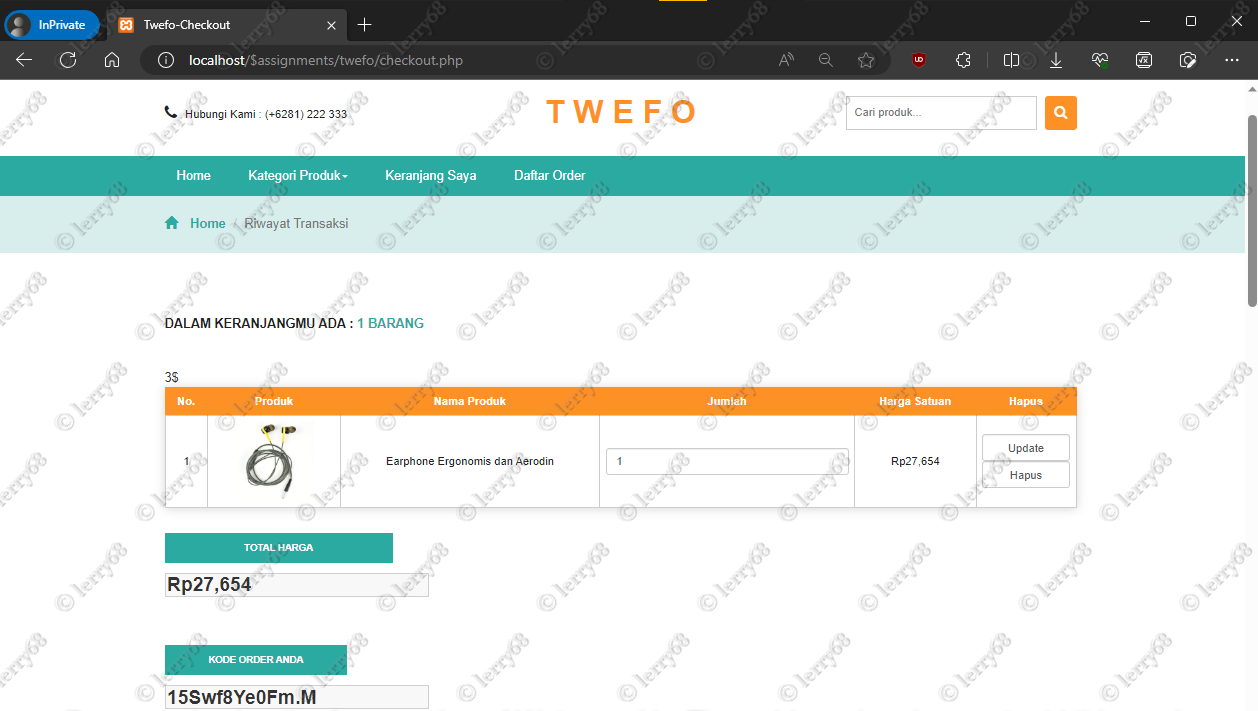 InPrivate
Twefo-Checkout
localhost/$assignments/twefo/checkout.php
Hubungi Kami : (+6281) 222 333
TWEFO
Cari produk...
Home
Kategori Produk
Keranjang Saya
Daftar Order
Home / Riwayat Transaksi
DALAM KERANJANGMU ADA : 1 BARANG
3$
No. Produk Nama Produk Jumlah Harga Satuan Hapus
1 Earphone Ergonomis dan Aerodin 1 Rp27,654 Update
Hapus
TOTAL HARGA
Rp27,654
KODE ORDER ANDA
15Swf8Ye0Fm.M
© lerry68